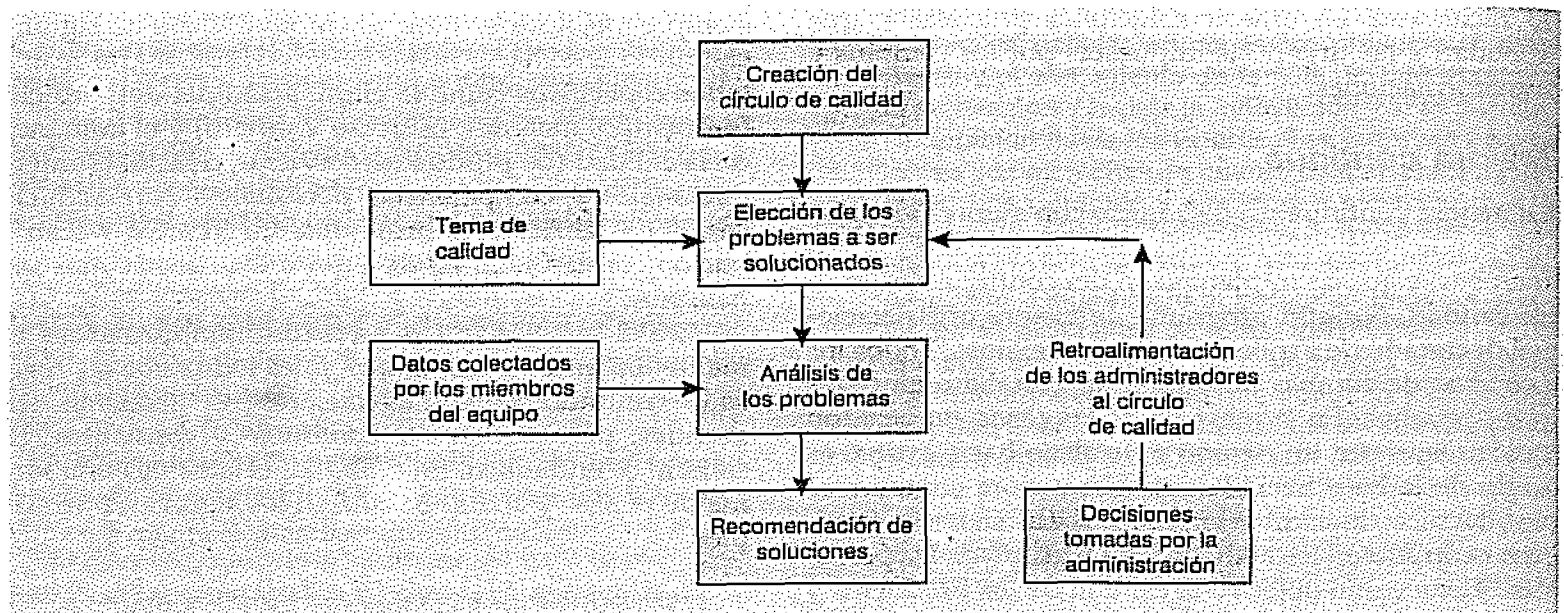 Creación del
círculo de calidad
Tema de
calidad
Elección de los
problemas a ser
solucionados
Datos colectados
por los miembros
del equipo
Análisis de
los problemas
Retroalimentación
de los administradores
al círculo
de calidad
Recomendación de
soluciones
Decisiones
tomadas por la
administración